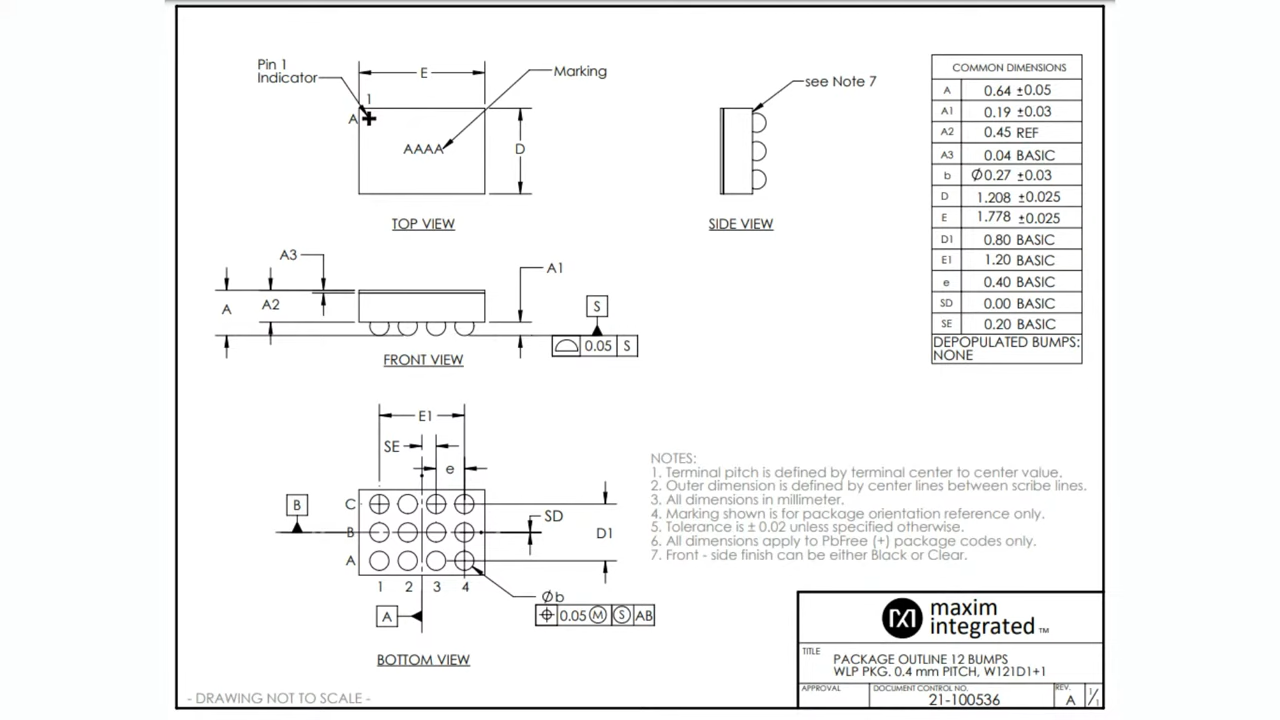 Pin 1
Indicator
E
Marking
1
A
AAAA
D
TOP VIEW
see Note 7
SIDE VIEW
COMMON DIMENSIONS
A 0.64 ±0.05
A1 0.19 ±0.03
A2 0.45 REF
A3 0.04 BASIC
b Ø0.27 ±0.03
D 1.208 ±0.025
E 1.778 ±0.025
D1 0.80 BASIC
E1 1.20 BASIC
e 0.40 BASIC
SD 0.00 BASIC
SE 0.20 BASIC
DEPOPULATED BUMPS:
NONE
A3
A1
A
A2
S
0.05 S
FRONT VIEW
E1
SE
e
B
C
B
A
SD
D1
1 2 3 4
Øb
A
0.05 Ⓜ Ⓢ AB
BOTTOM VIEW
NOTES:
1. Terminal pitch is defined by terminal center to center value.
2. Outer dimension is defined by center lines between scribe lines.
3. All dimensions in millimeter.
4. Marking shown is for package orientation reference only.
5. Tolerance is ± 0.02 unless specified otherwise.
6. All dimensions apply to PbFree (+) package codes only.
7. Front - side finish can be either Black or Clear.
maxim
integrated™
TITLE
PACKAGE OUTLINE 12 BUMPS
WLP PKG. 0.4 mm PITCH, W121D1+1
APPROVAL
DOCUMENT CONTROL NO.
21-100536
REV.
A
1/1
- DRAWING NOT TO SCALE -